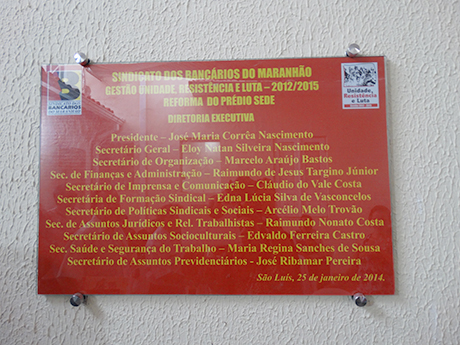 SINDICATO DOS BANCÁRIOS DO MARANHÃO
GESTÃO UNIDADE, RESISTÊNCIA E LUTA – 2012/2015
REFORMA DO PRÉDIO SEDE
DIRETORIA EXECUTIVA
BANCÁRIOS
Unidade,
Resistência
e Luta
Presidente – José Maria Corrêa Nascimento
Secretário Geral – Eloy Natan Silveira Nascimento
Secretário de Organização – Marcelo Araújo Bastos
Sec. de Finanças e Administração – Raimundo de Jesus Targino Júnior
Secretário de Imprensa e Comunicação – Cláudio do Vale Costa
Secretária de Formação Sindical – Edna Lúcia Silva de Vasconcelos
Secretário de Políticas Sindicais e Sociais – Arcélio Melo Trovão
Sec. de Assuntos Jurídicos e Rel. Trabalhistas – Raimundo Nonato Costa
Secretário de Assuntos Socioculturais – Edvaldo Ferreira Castro
Sec. Saúde e Segurança do Trabalho – Maria Regina Sanches de Sousa
Secretário de Assuntos Previdenciários - José Ribamar Pereira
São Luís, 25 de janeiro de 2014.